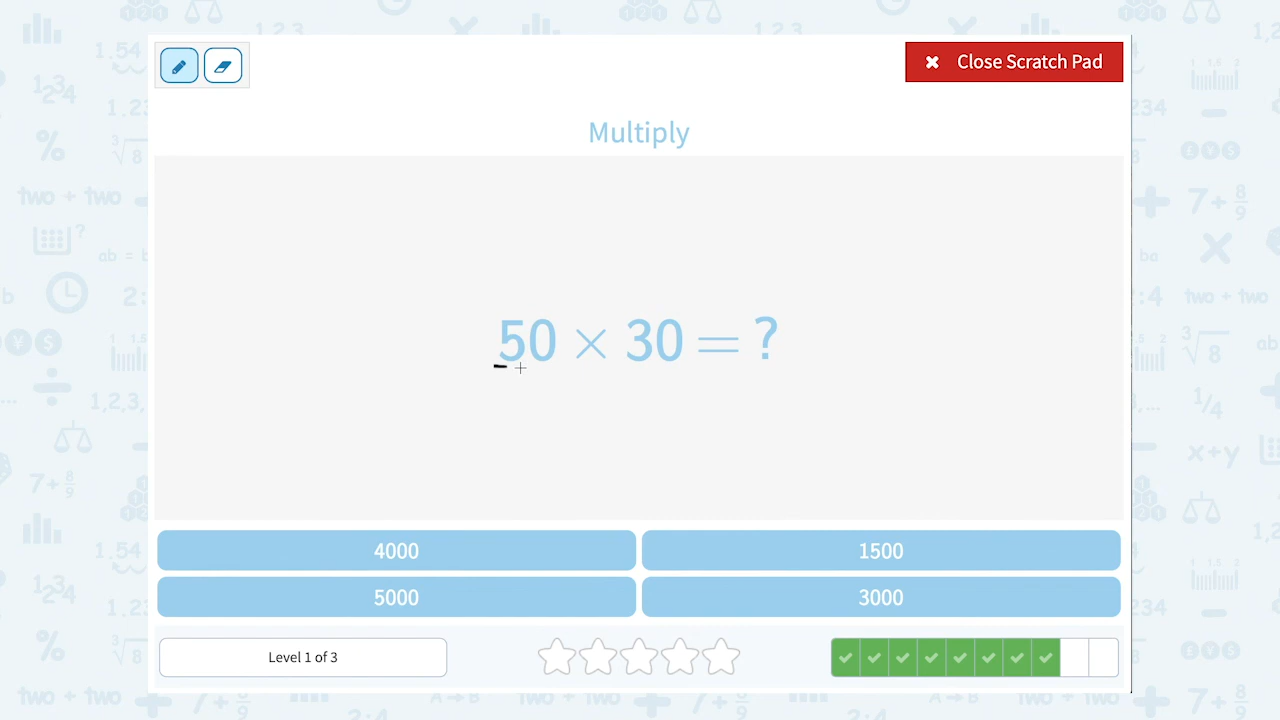 ✖ Close Scratch Pad
Multiply
50 × 30 = ?
4000
1500
5000
3000
Level 1 of 3